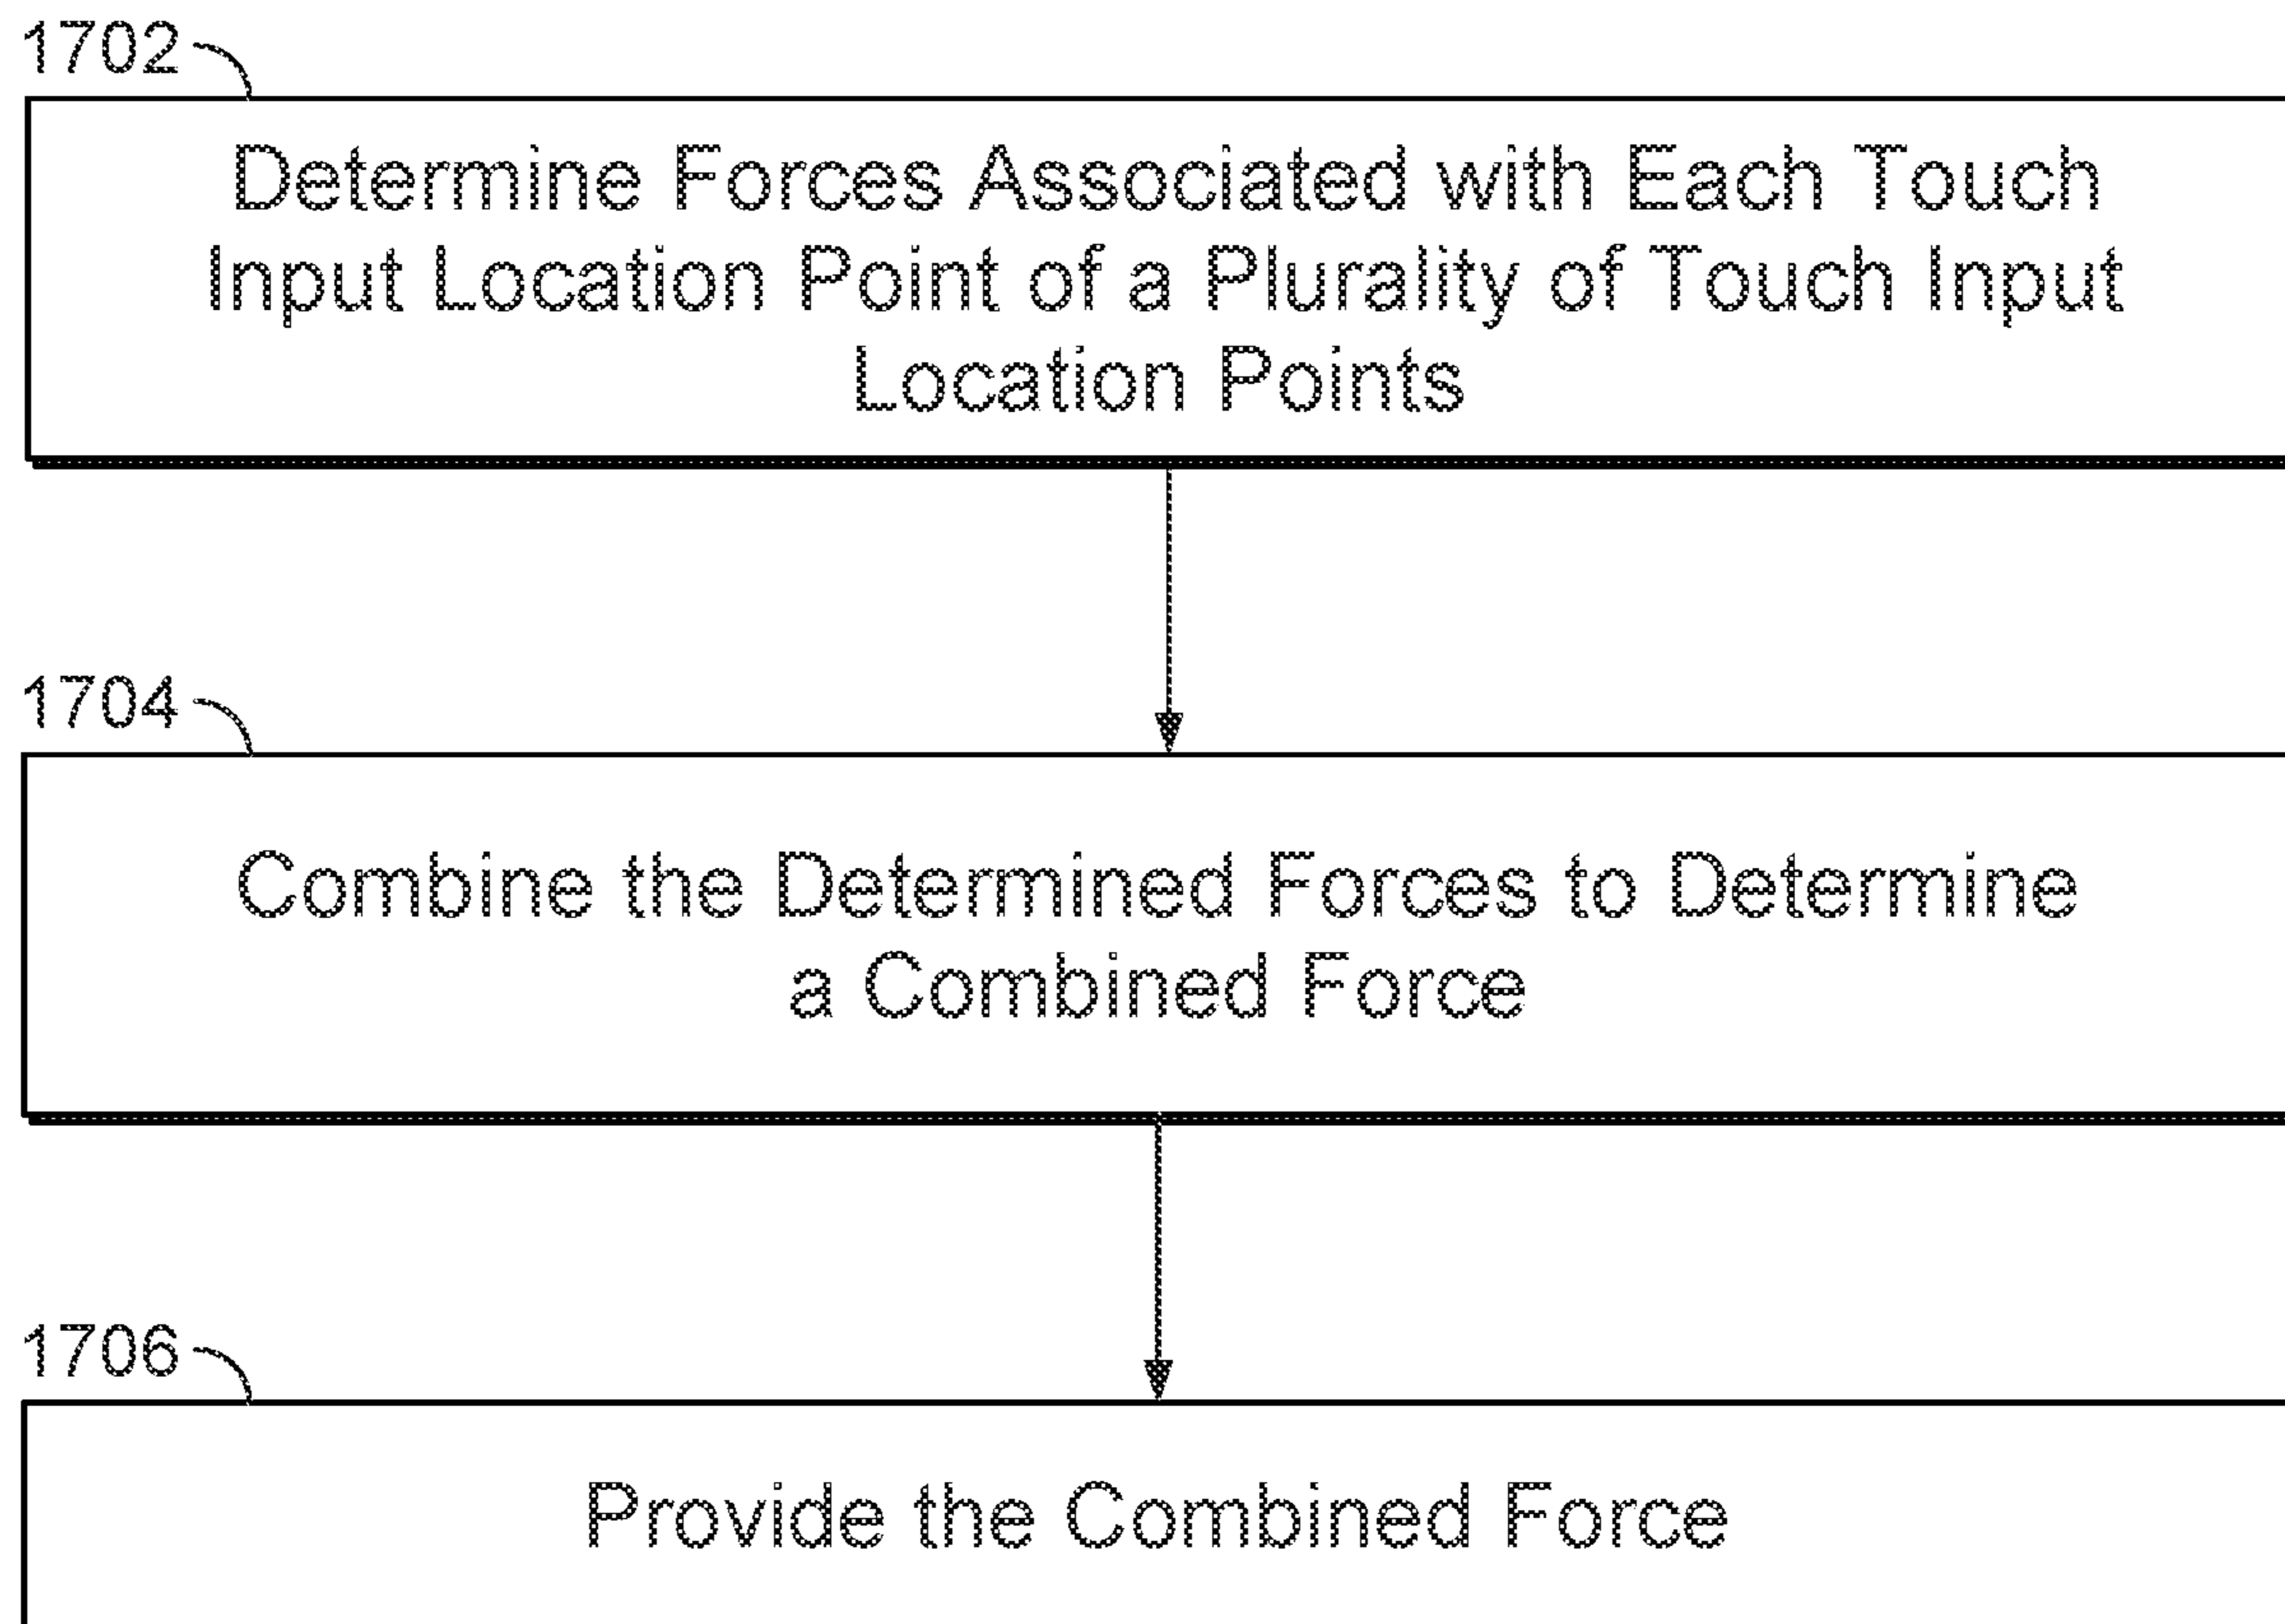 1702
Determine Forces Associated with Each Touch
Input Location Point of a Plurality of Touch Input
Location Points
1704
Combine the Determined Forces to Determine
a Combined Force
1706
Provide the Combined Force